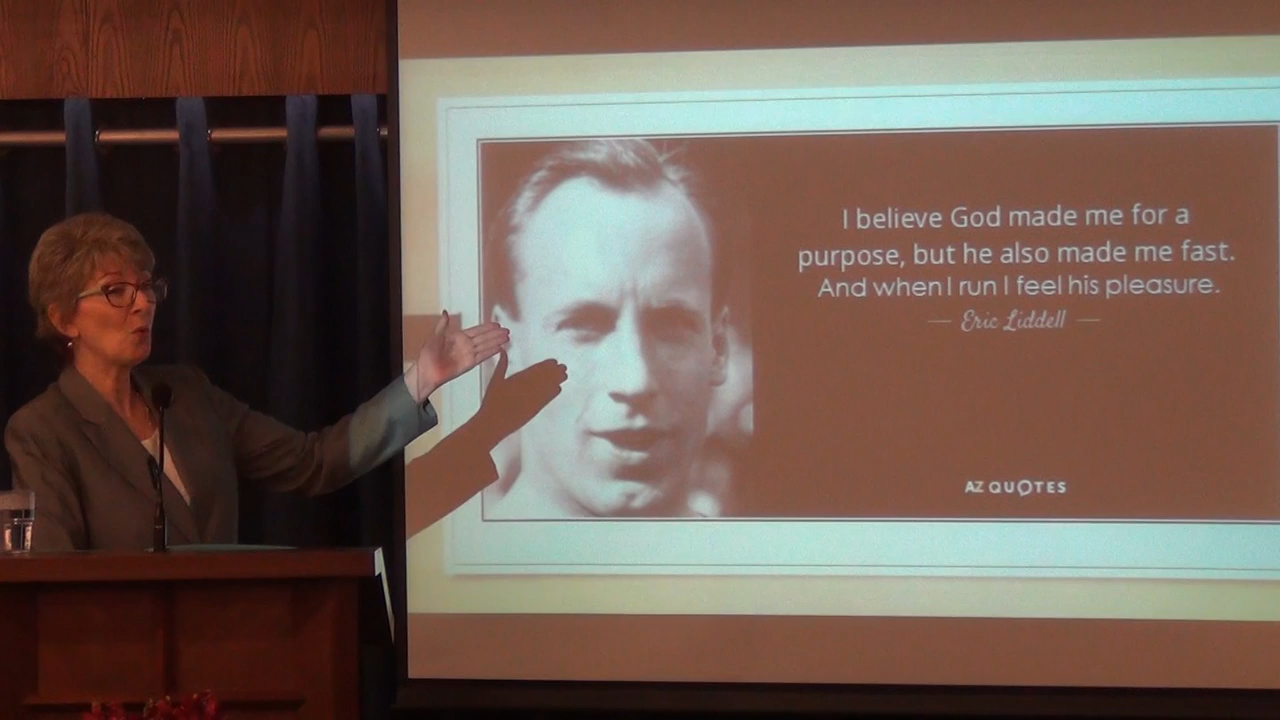 I believe God made me for a
purpose, but he also made me fast.
And when I run I feel his pleasure.
— Eric Liddell —
AZ QUOTES